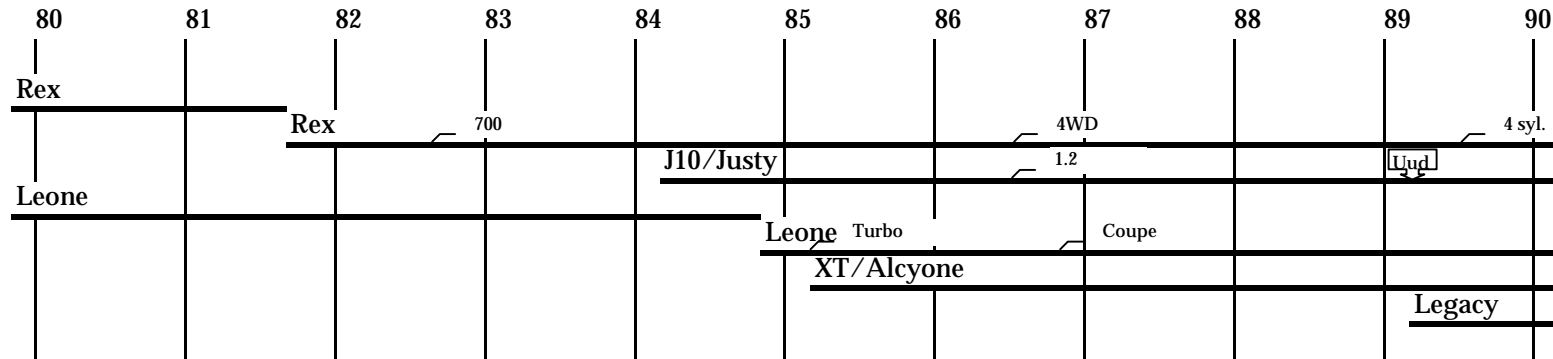 80 81 82 83 84 85 86 87 88 89 90
Rex
Rex 700 4WD 4 syl.
J10/Justy 1.2 Uud
Leone
Leone Turbo Coupe
XT/Alcyone
Legacy